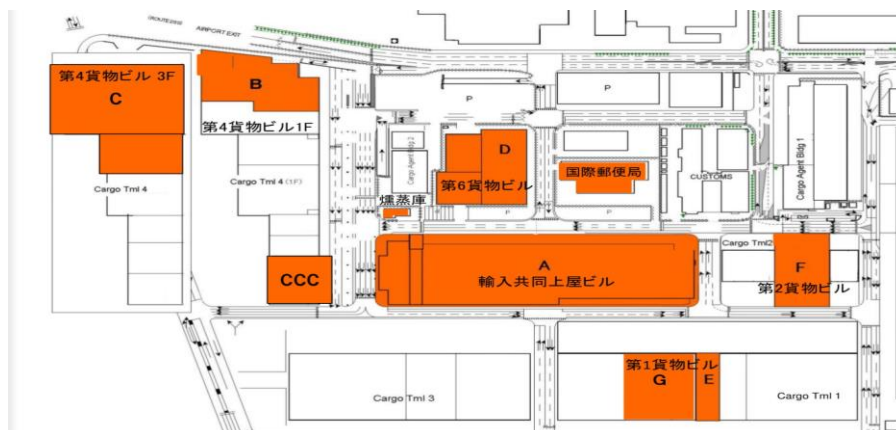 ROUTE
AIRPORT EXIT
第4貨物ビル 3F
C
B
第4貨物ビル1F
Cargo Tml 4
Cargo Tml 4 (1F)
CCC
P
P
Cargo Agent Bldg 2
D
第6貨物ビル
燻蒸庫
P
国際郵便局
P
CUSTOMS
Cargo Agent Bldg 1
A
輸入共同上屋ビル
Cargo Tml2
F
第2貨物ビル
Cargo Tml 3
第1貨物ビル
G
E
Cargo Tml 1